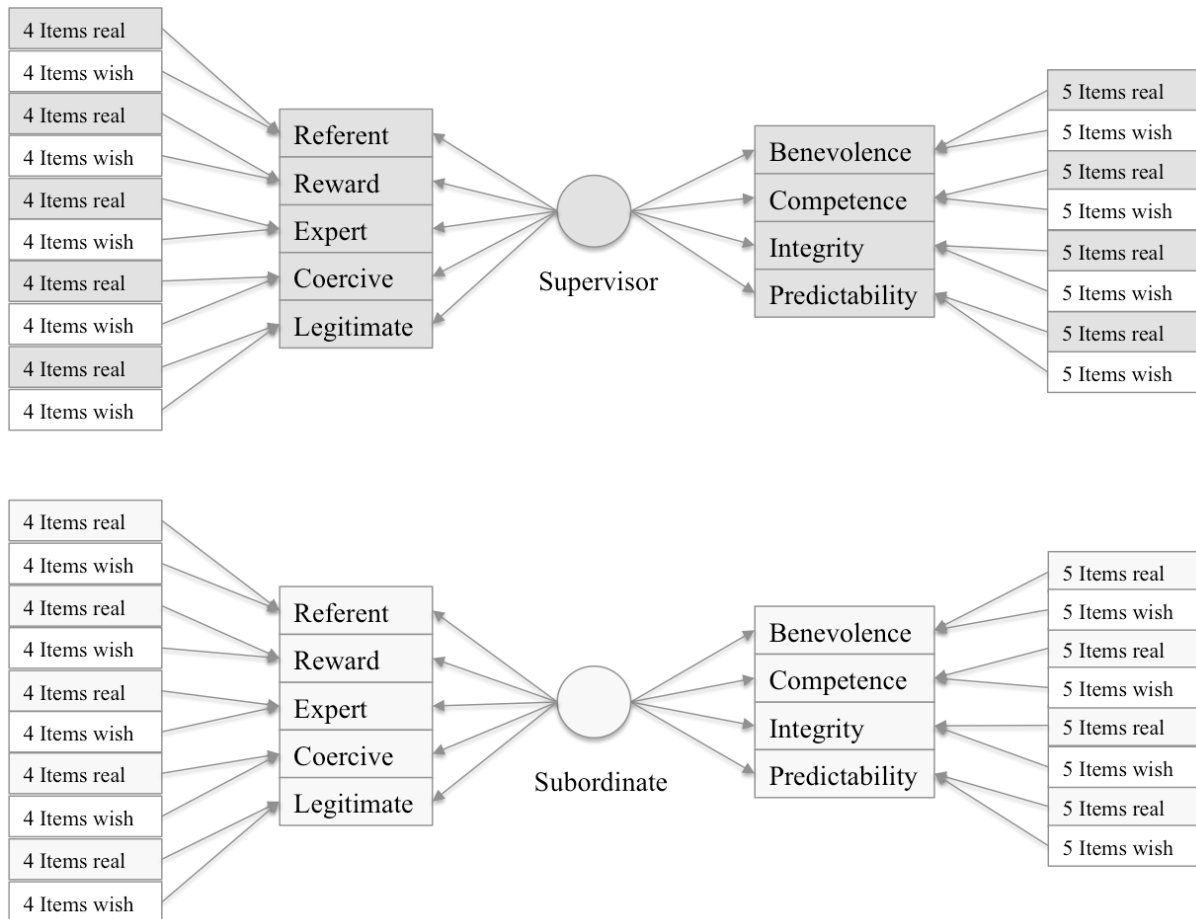 4 Items real
4 Items wish
4 Items real
4 Items wish
4 Items real
4 Items wish
4 Items real
4 Items wish
4 Items real
4 Items wish
Referent
Reward
Expert
Coercive
Legitimate
Supervisor
Benevolence
Competence
Integrity
Predictability
5 Items real
5 Items wish
5 Items real
5 Items wish
5 Items real
5 Items wish
5 Items real
5 Items wish
4 Items real
4 Items wish
4 Items real
4 Items wish
4 Items real
4 Items wish
4 Items real
4 Items wish
4 Items real
4 Items wish
Referent
Reward
Expert
Coercive
Legitimate
Subordinate
Benevolence
Competence
Integrity
Predictability
5 Items real
5 Items wish
5 Items real
5 Items wish
5 Items real
5 Items wish
5 Items real
5 Items wish